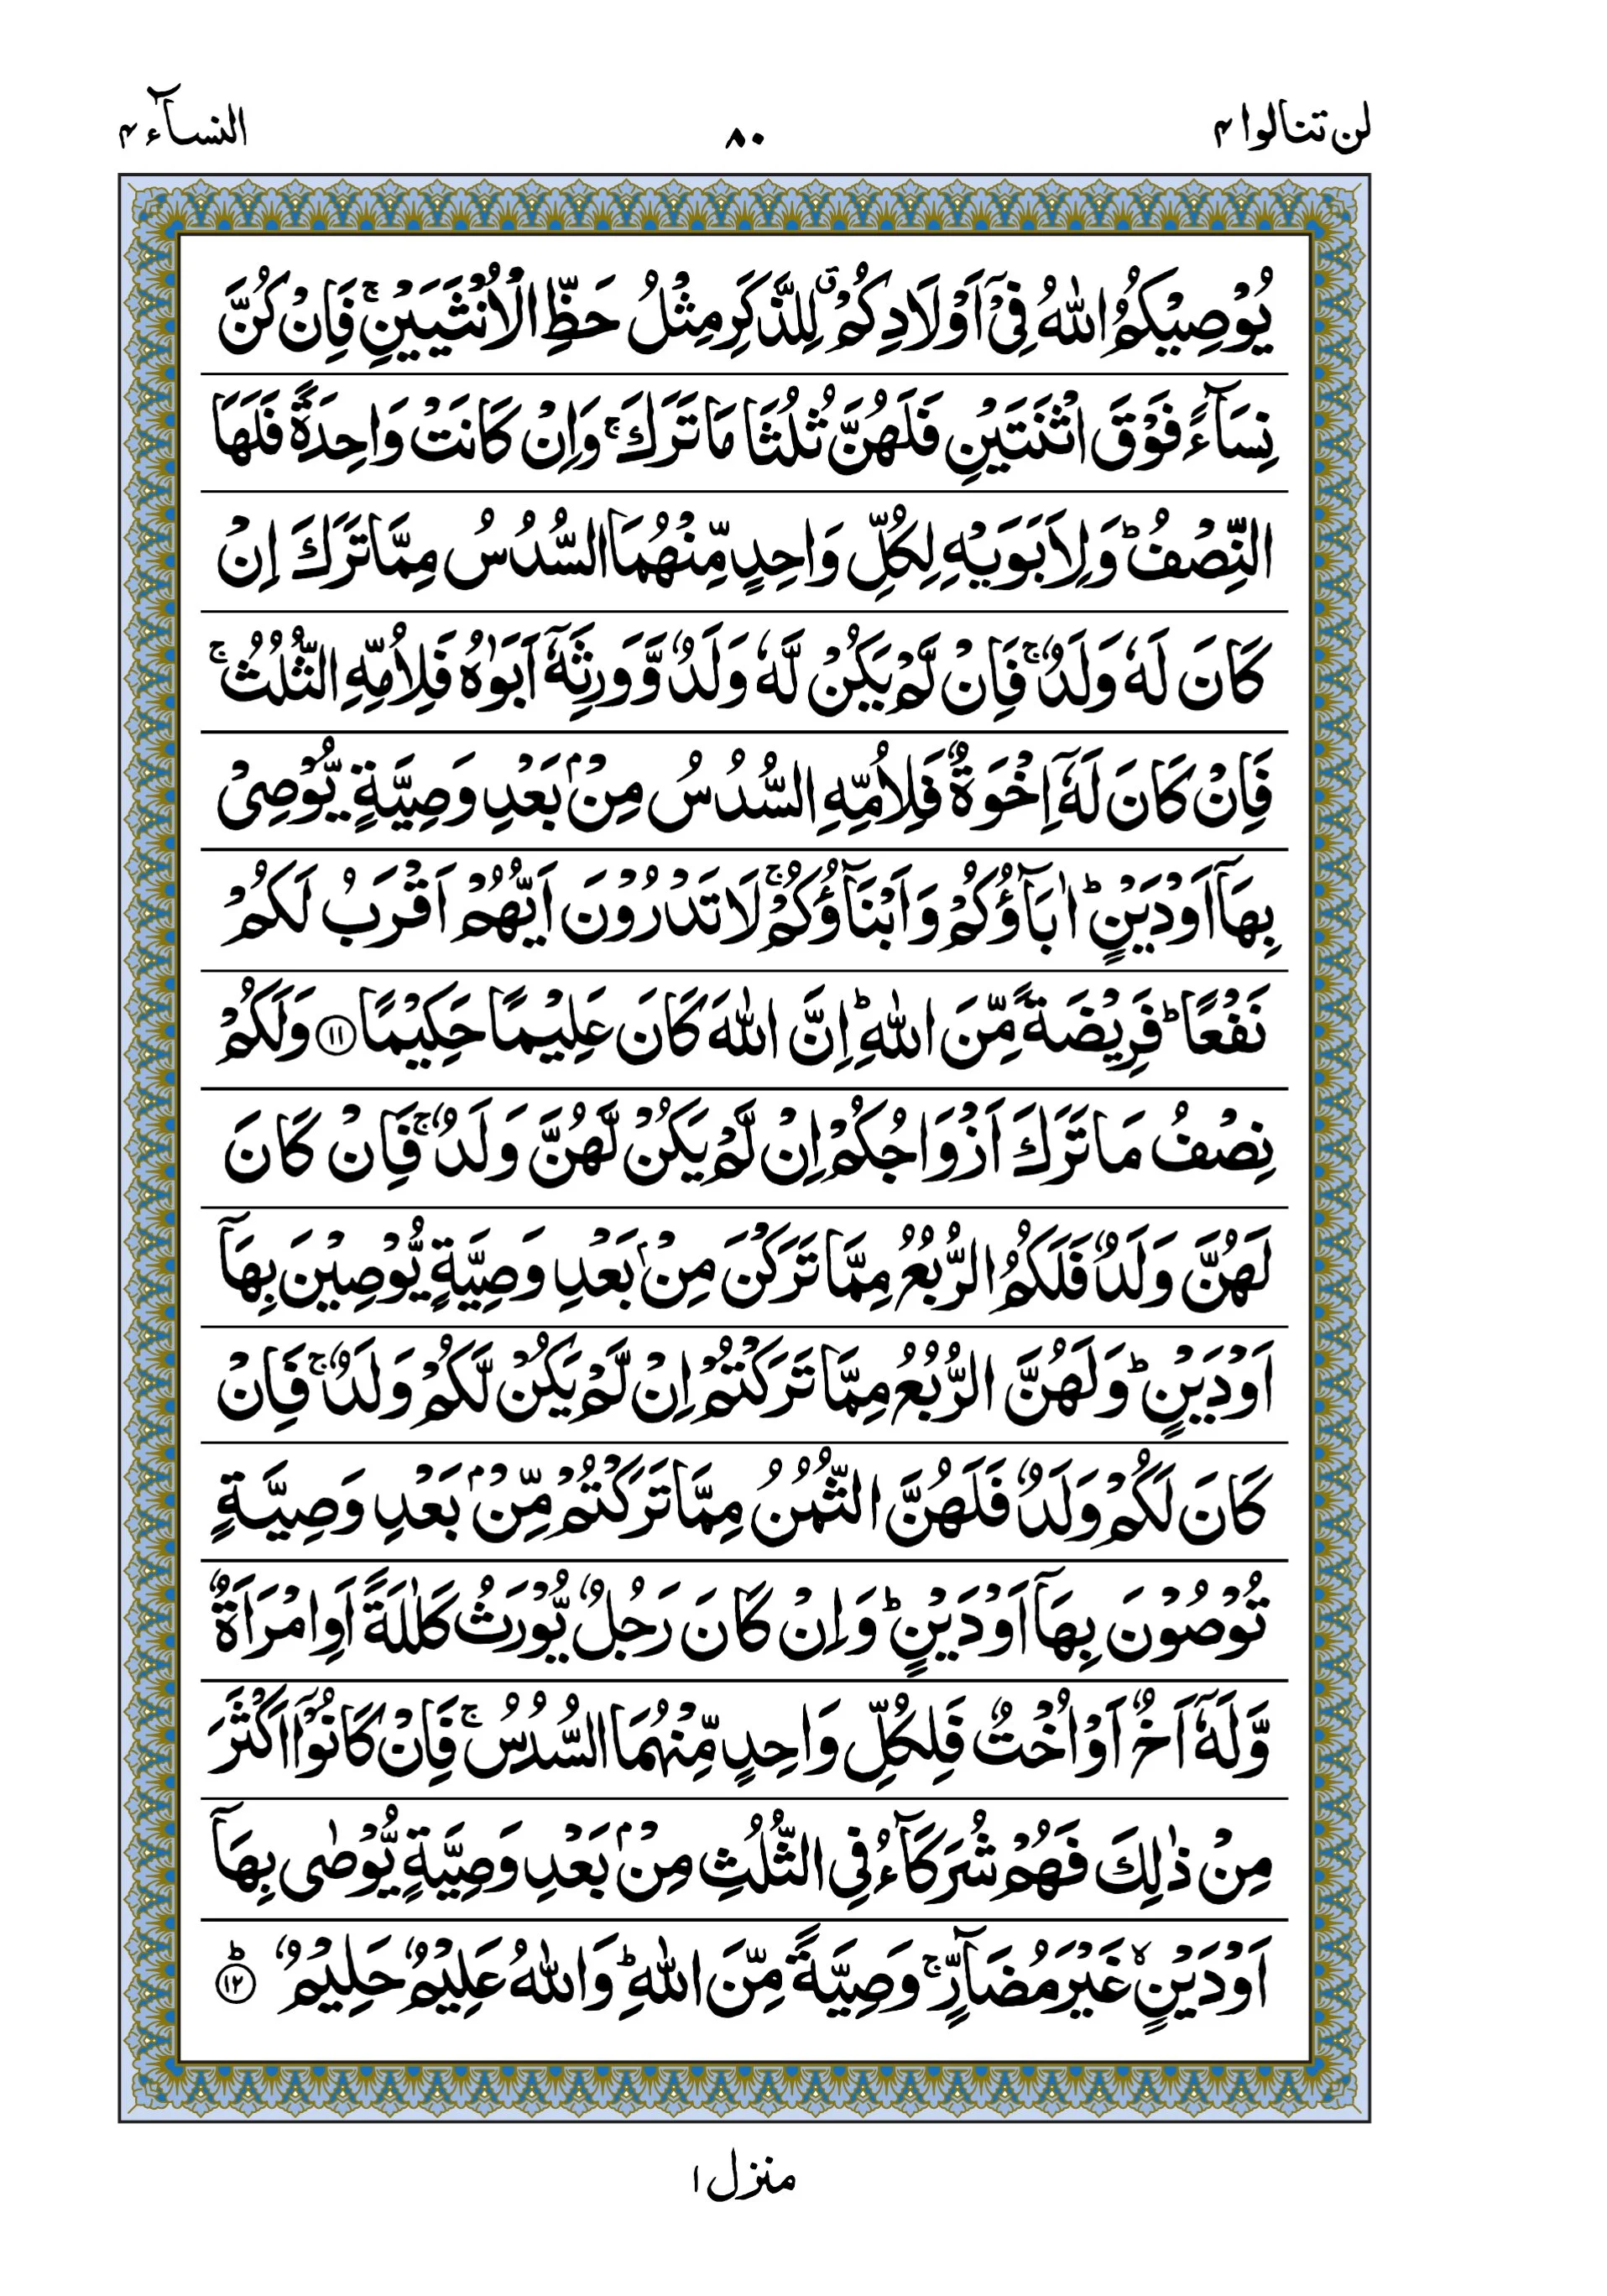 لن تنالوا ۴ ۸۰ النسآء ۴
يُوْصِيْكُمُ اللّٰهُ فِيْۤ اَوْلَادِكُمْ ۗ لِلذَّكَرِ مِثْلُ حَظِّ الْاُنْثَيَيْنِ ۚ فَاِنْ كُنَّ
نِسَآءً فَوْقَ اثْنَتَيْنِ فَلَهُنَّ ثُلُثَا مَا تَرَكَ ۚ وَاِنْ كَانَتْ وَاحِدَةً فَلَهَا
النِّصْفُ ؕ وَلِاَبَوَيْهِ لِكُلِّ وَاحِدٍ مِّنْهُمَا السُّدُسُ مِمَّا تَرَكَ اِنْ
كَانَ لَهٗ وَلَدٌ ۚ فَاِنْ لَّمْ يَكُنْ لَّهٗ وَلَدٌ وَّوَرِثَهٗۤ اَبَوٰهُ فَلِاُمِّهِ الثُّلُثُ ۚ
فَاِنْ كَانَ لَهٗۤ اِخْوَةٌ فَلِاُمِّهِ السُّدُسُ مِنْۢ بَعْدِ وَصِيَّةٍ يُّوْصِيْ
بِهَاۤ اَوْ دَيْنٍ ؕ اٰبَآؤُكُمْ وَاَبْنَآؤُكُمْ ۚ لَا تَدْرُوْنَ اَيُّهُمْ اَقْرَبُ لَكُمْ
نَفْعًا ؕ فَرِيْضَةً مِّنَ اللّٰهِ ؕ اِنَّ اللّٰهَ كَانَ عَلِيْمًا حَكِيْمًا ۝۱۱ وَلَكُمْ
نِصْفُ مَا تَرَكَ اَزْوَاجُكُمْ اِنْ لَّمْ يَكُنْ لَّهُنَّ وَلَدٌ ۚ فَاِنْ كَانَ
لَهُنَّ وَلَدٌ فَلَكُمُ الرُّبُعُ مِمَّا تَرَكْنَ مِنْۢ بَعْدِ وَصِيَّةٍ يُّوْصِيْنَ بِهَاۤ
اَوْ دَيْنٍ ؕ وَلَهُنَّ الرُّبُعُ مِمَّا تَرَكْتُمْ اِنْ لَّمْ يَكُنْ لَّكُمْ وَلَدٌ ۚ فَاِنْ
كَانَ لَكُمْ وَلَدٌ فَلَهُنَّ الثُّمُنُ مِمَّا تَرَكْتُمْ مِّنْۢ بَعْدِ وَصِيَّةٍ
تُوْصُوْنَ بِهَاۤ اَوْ دَيْنٍ ؕ وَاِنْ كَانَ رَجُلٌ يُّوْرَثُ كَلٰلَةً اَوِ امْرَاَةٌ
وَّلَهٗۤ اَخٌ اَوْ اُخْتٌ فَلِكُلِّ وَاحِدٍ مِّنْهُمَا السُّدُسُ ۚ فَاِنْ كَانُوْۤا اَكْثَرَ
مِنْ ذٰلِكَ فَهُمْ شُرَكَآءُ فِي الثُّلُثِ مِنْۢ بَعْدِ وَصِيَّةٍ يُّوْصٰى بِهَاۤ
اَوْ دَيْنٍ ۙ غَيْرَ مُضَآرٍّ ۚ وَصِيَّةً مِّنَ اللّٰهِ ؕ وَاللّٰهُ عَلِيْمٌ حَلِيْمٌ ؕ۝۱۲
منزل ۱